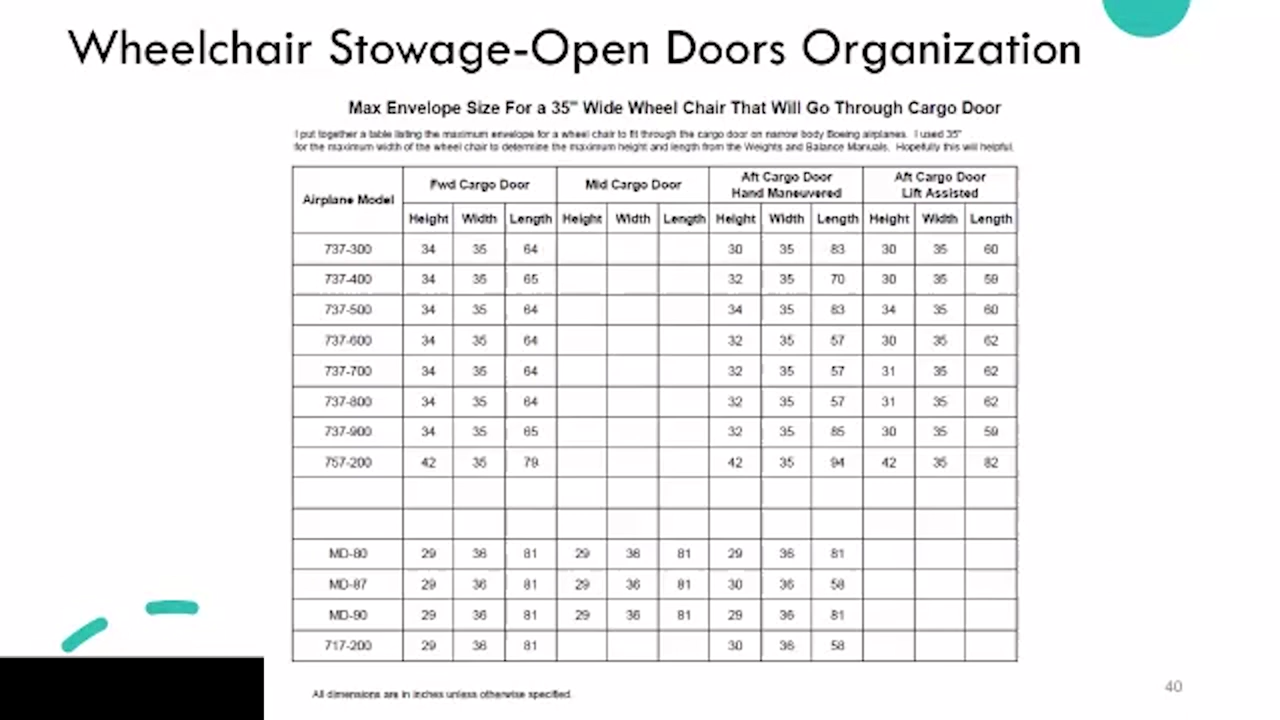 Wheelchair Stowage-Open Doors Organization
Max Envelope Size For a 35" Wide Wheel Chair That Will Go Through Cargo Door
I put together a table listing the maximum envelope for a wheel chair to fit through the cargo door on narrow body Boeing airplanes. I used 35"
for the maximum width of the wheel chair to determine the maximum height and length from the Weights and Balance Manuals. Hopefully this will helpful.
Airplane Model Fwd Cargo Door Mid Cargo Door Aft Cargo Door Hand Maneuvered Aft Cargo Door Lift Assisted
Height Width Length Height Width Length Height Width Length Height Width Length
737-300 34 35 64 30 35 83 30 35 60
737-400 34 35 65 32 35 70 30 35 59
737-500 34 35 64 34 35 83 34 35 60
737-600 34 35 64 32 35 57 30 35 62
737-700 34 35 64 32 35 57 31 35 62
737-800 34 35 64 32 35 57 31 35 62
737-900 34 35 65 32 35 85 30 35 59
757-200 42 35 79 42 35 94 42 35 82
MD-80 29 36 81 29 36 81 29 36 81
MD-87 29 36 81 29 36 81 30 36 58
MD-90 29 36 81 29 36 81 29 36 81
717-200 29 36 81 30 36 58
All dimensions are in inches unless otherwise specified.
40